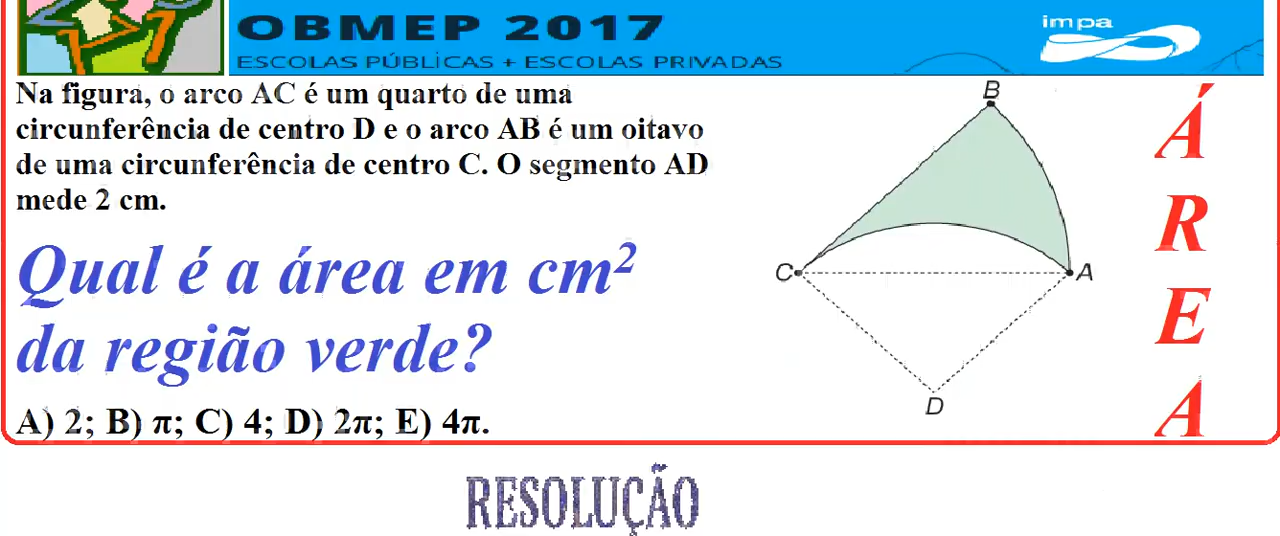 OBMEP 2017
impa
ESCOLAS PÚBLICAS + ESCOLAS PRIVADAS
Na figura, o arco AC é um quarto de uma
circunferência de centro D e o arco AB é um oitavo
de uma circunferência de centro C. O segmento AD
mede 2 cm.
Qual é a área em cm²
da região verde?
A) 2; B) π; C) 4; D) 2π; E) 4π.
B
C
A
D
Á
R
E
A
RESOLUÇÃO